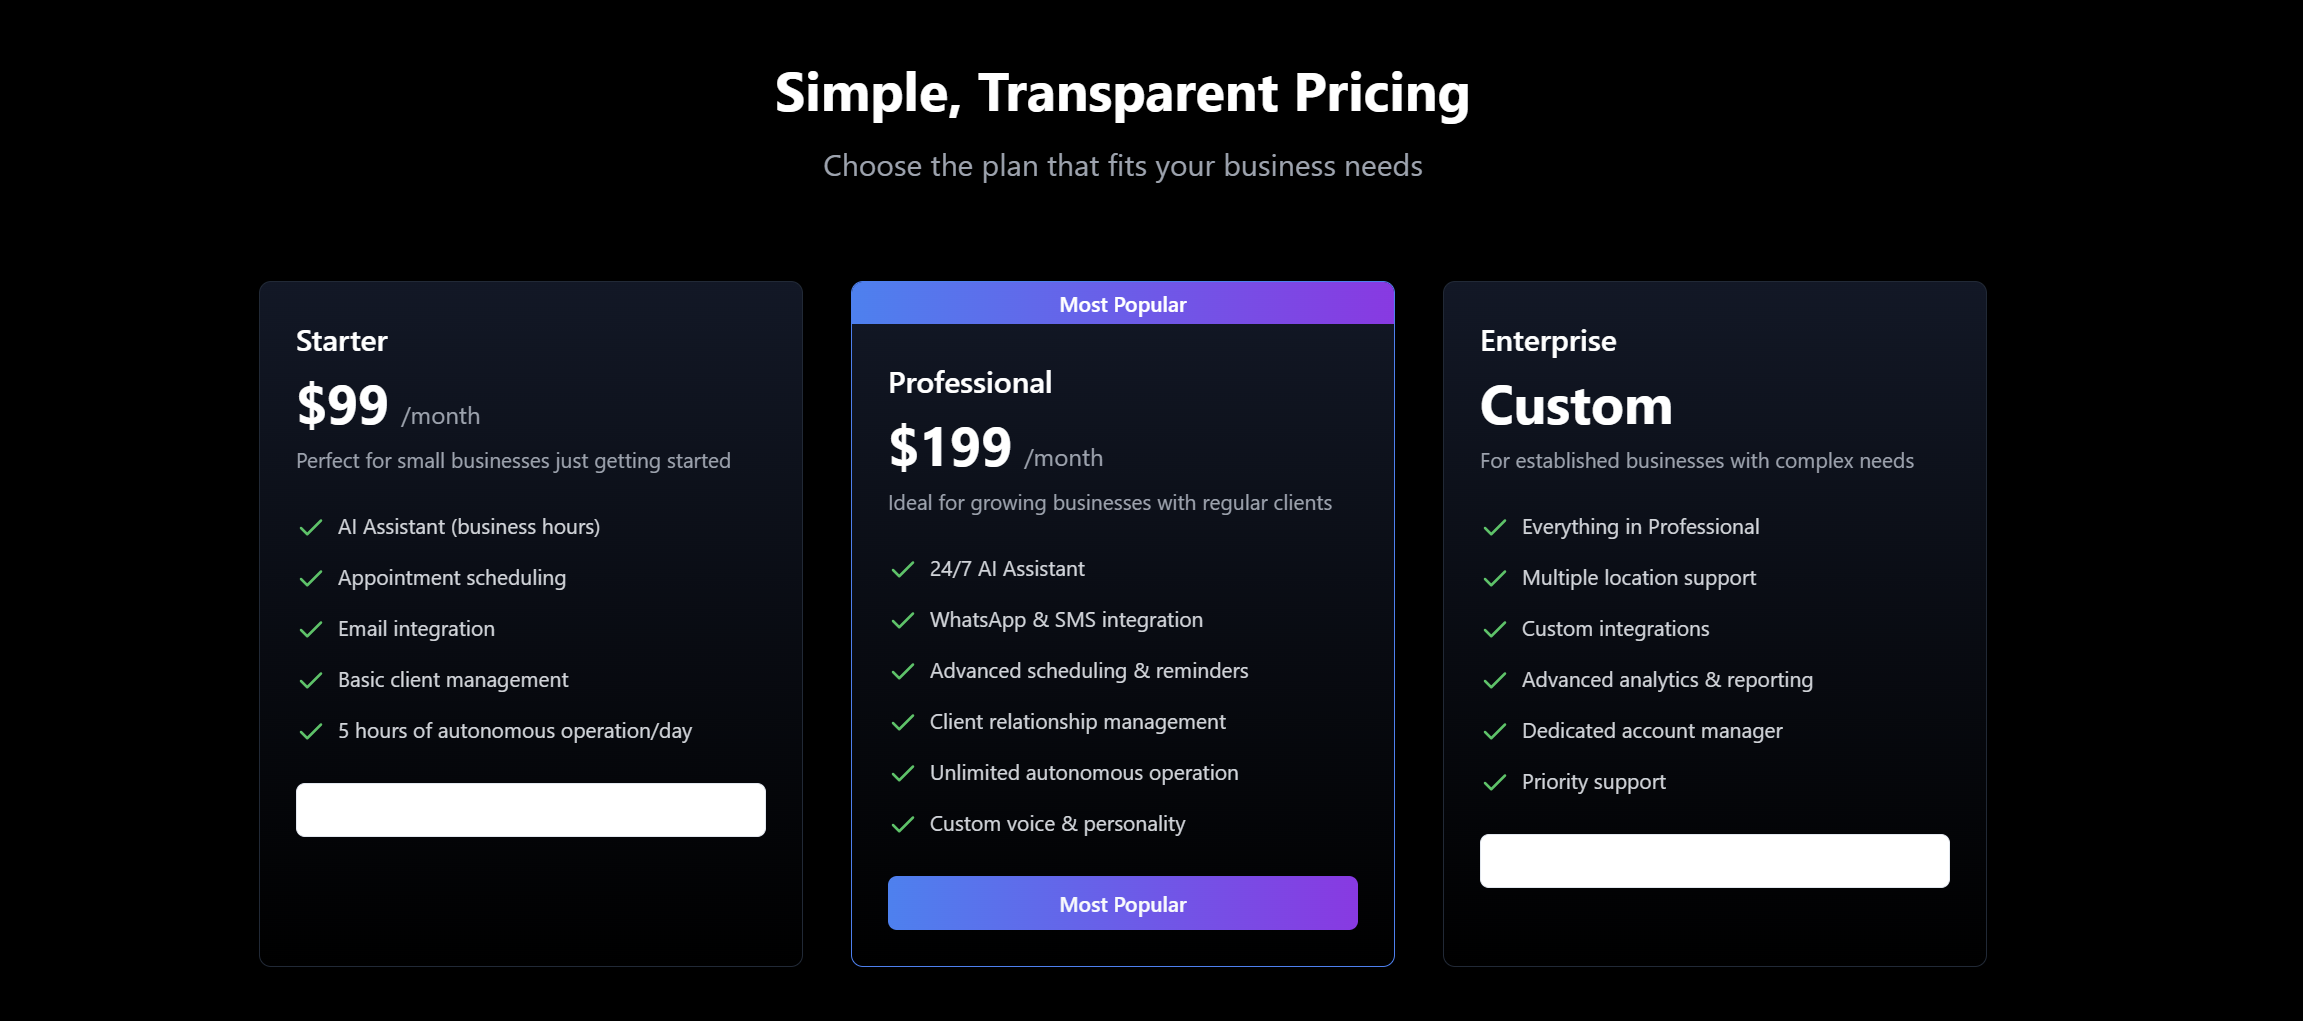 Simple, Transparent Pricing
Choose the plan that fits your business needs
Starter
$99 /month
Perfect for small businesses just getting started
AI Assistant (business hours)
Appointment scheduling
Email integration
Basic client management
5 hours of autonomous operation/day
Most Popular
Professional
$199 /month
Ideal for growing businesses with regular clients
24/7 AI Assistant
WhatsApp & SMS integration
Advanced scheduling & reminders
Client relationship management
Unlimited autonomous operation
Custom voice & personality
Most Popular
Enterprise
Custom
For established businesses with complex needs
Everything in Professional
Multiple location support
Custom integrations
Advanced analytics & reporting
Dedicated account manager
Priority support